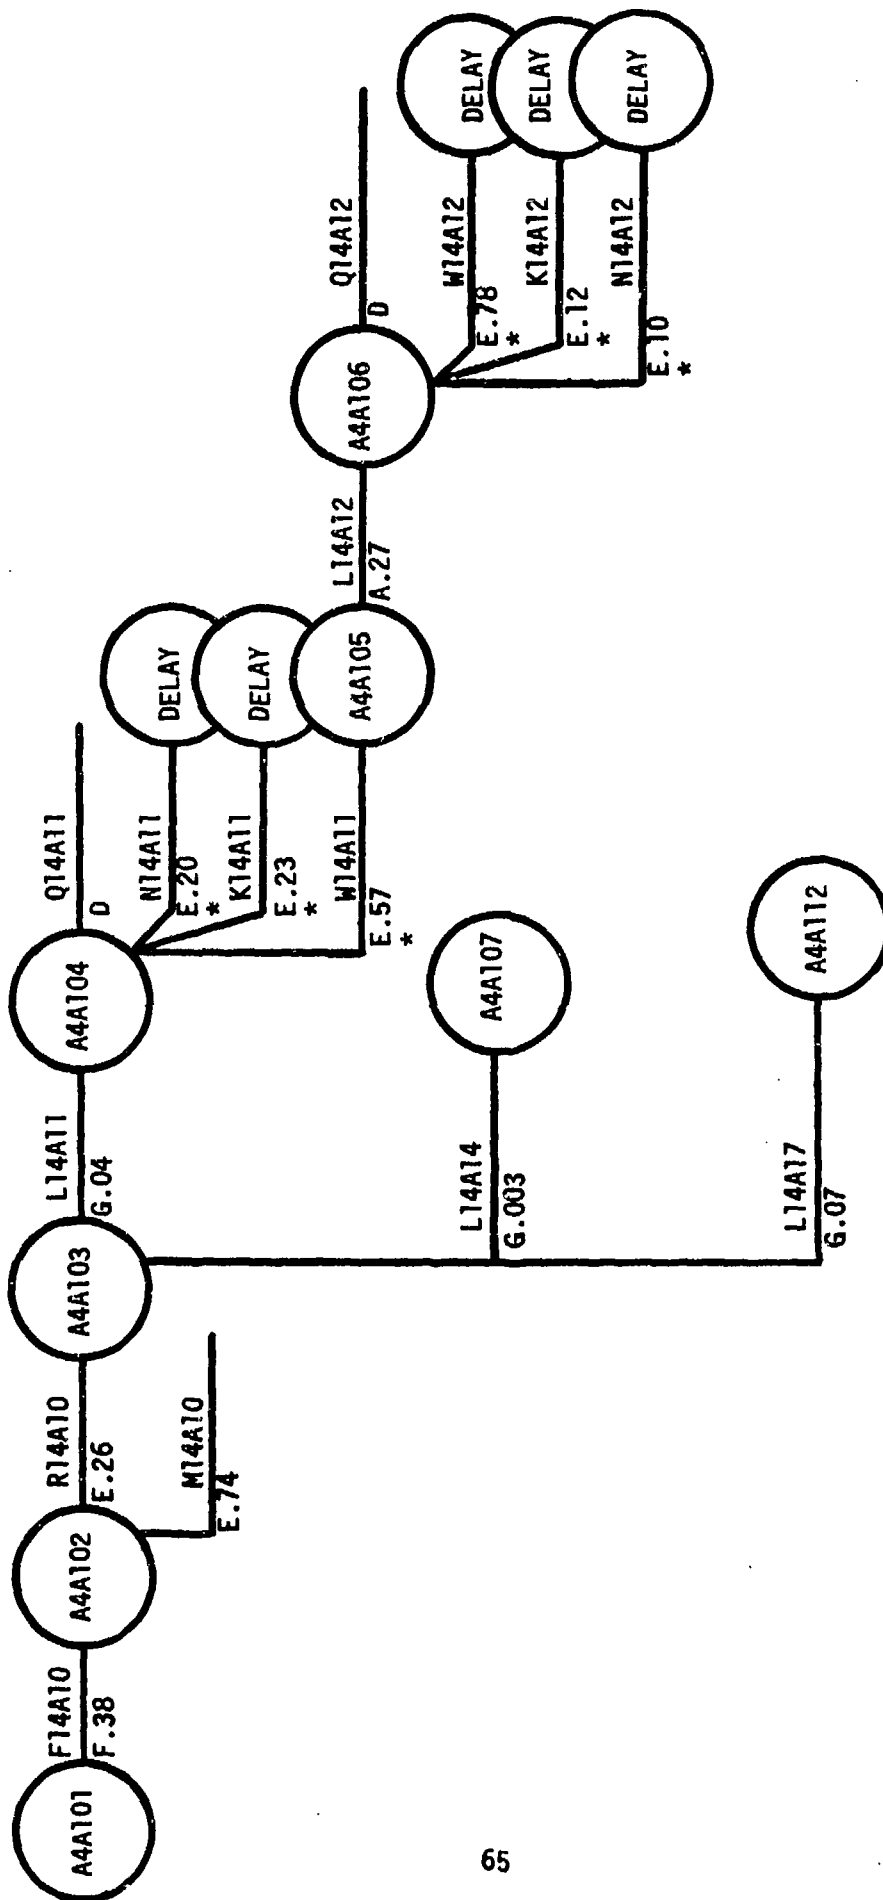 A4A101
F14A10
F.38
A4A102
R14A10
E.26
M14A10
E.74
A4A103
L14A11
G.04
A4A104
Q14A11
D
N14A11
E.20
*
DELAY
K14A11
E.23
*
DELAY
W14A11
E.57
*
A4A105
L14A12
A.27
A4A106
Q14A12
D
W14A12
E.78
*
DELAY
K14A12
E.12
*
DELAY
N14A12
E.10
*
DELAY
L14A14
G.003
A4A107
L14A17
G.07
A4A112
65